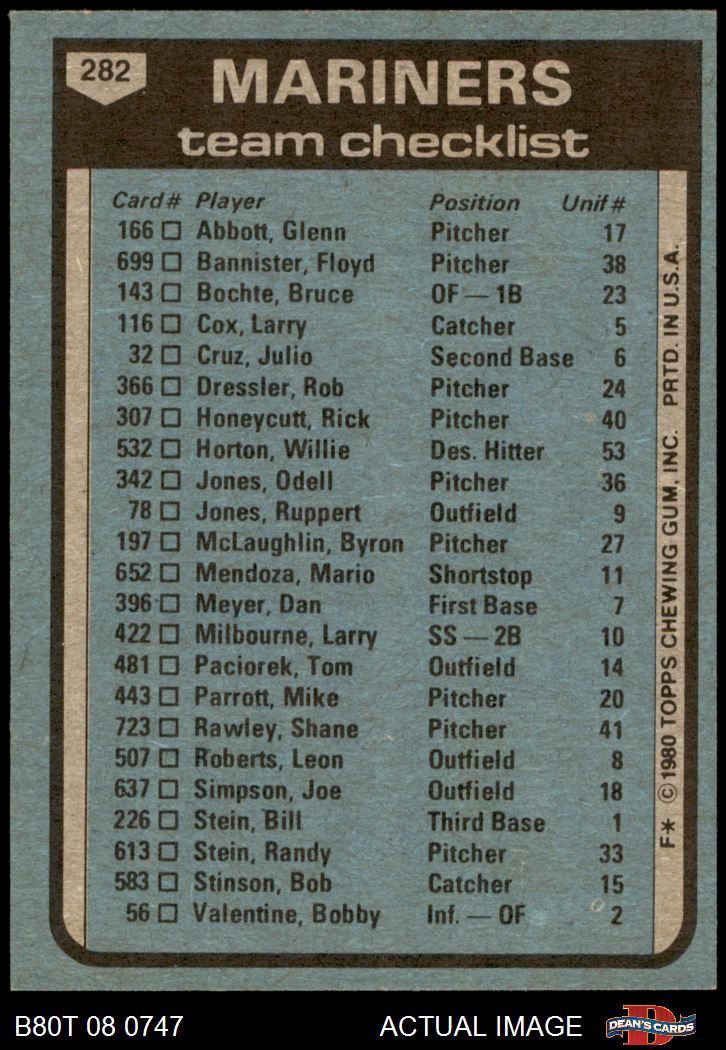 282
MARINERS
team checklist
Card# Player Position Unif#
166 □ Abbott, Glenn Pitcher 17
699 □ Bannister, Floyd Pitcher 38
143 □ Bochte, Bruce OF — 1B 23
116 □ Cox, Larry Catcher 5
32 □ Cruz, Julio Second Base 6
366 □ Dressler, Rob Pitcher 24
307 □ Honeycutt, Rick Pitcher 40
532 □ Horton, Willie Des. Hitter 53
342 □ Jones, Odell Pitcher 36
78 □ Jones, Ruppert Outfield 9
197 □ McLaughlin, Byron Pitcher 27
652 □ Mendoza, Mario Shortstop 11
396 □ Meyer, Dan First Base 7
422 □ Milbourne, Larry SS — 2B 10
481 □ Paciorek, Tom Outfield 14
443 □ Parrott, Mike Pitcher 20
723 □ Rawley, Shane Pitcher 41
507 □ Roberts, Leon Outfield 8
637 □ Simpson, Joe Outfield 18
226 □ Stein, Bill Third Base 1
613 □ Stein, Randy Pitcher 33
583 □ Stinson, Bob Catcher 15
56 □ Valentine, Bobby Inf. — OF 2
F* © 1980 TOPPS CHEWING GUM, INC. PRTD. IN U.S.A.
B80T 08 0747 ACTUAL IMAGE D DEAN'S CARDS